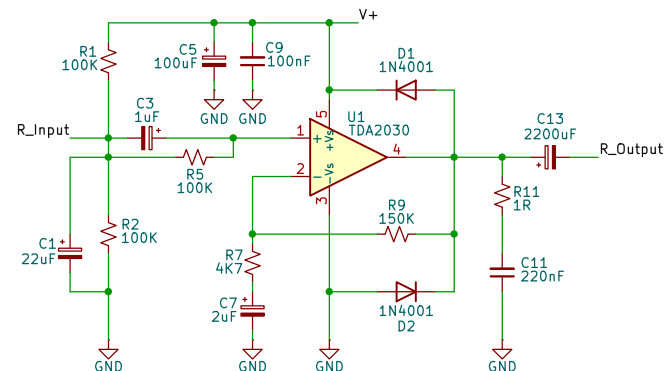 V+
R1
100K
C5
100uF
C9
100nF
D1
1N4001
GND
GND
C3
1uF
R_Input
U1
TDA2030
C13
2200uF
R_Output
1
2
3
4
5
+
-
+Vs
-Vs
R5
100K
R11
1R
R9
150K
R2
100K
C1
22uF
R7
4K7
C7
2uF
C11
220nF
1N4001
D2
GND
GND
GND
GND